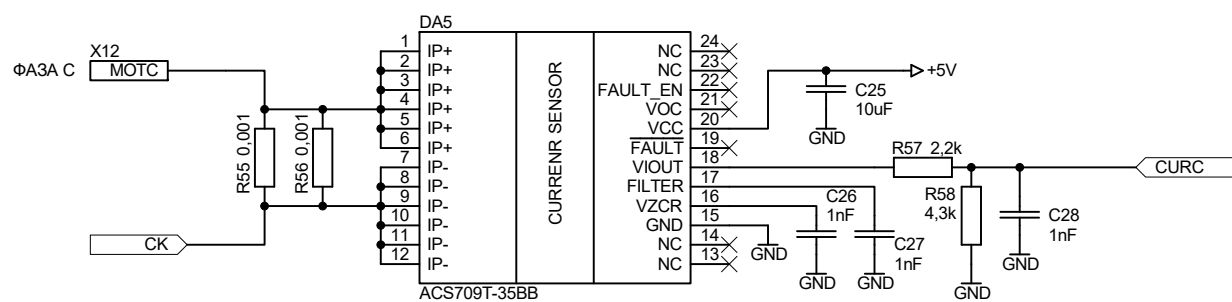 DA5
X12
ФАЗА C
MOTC
R55 0,001
R56 0,001
CK
1 IP+
2 IP+
3 IP+
4 IP+
5 IP+
6 IP+
7 IP-
8 IP-
9 IP-
10 IP-
11 IP-
12 IP-
CURRENR SENSOR
NC 24
NC 23
FAULT_EN 22
VOC 21
VCC 20
FAULT 19
VIOUT 18
FILTER 17
VZCR 16
GND 15
NC 14
NC 13
ACS709T-35BB
+5V
C25
10uF
GND
R57 2,2k
CURC
R58
4,3k
C26
1nF
C27
1nF
C28
1nF
GND
GND
GND
GND
GND